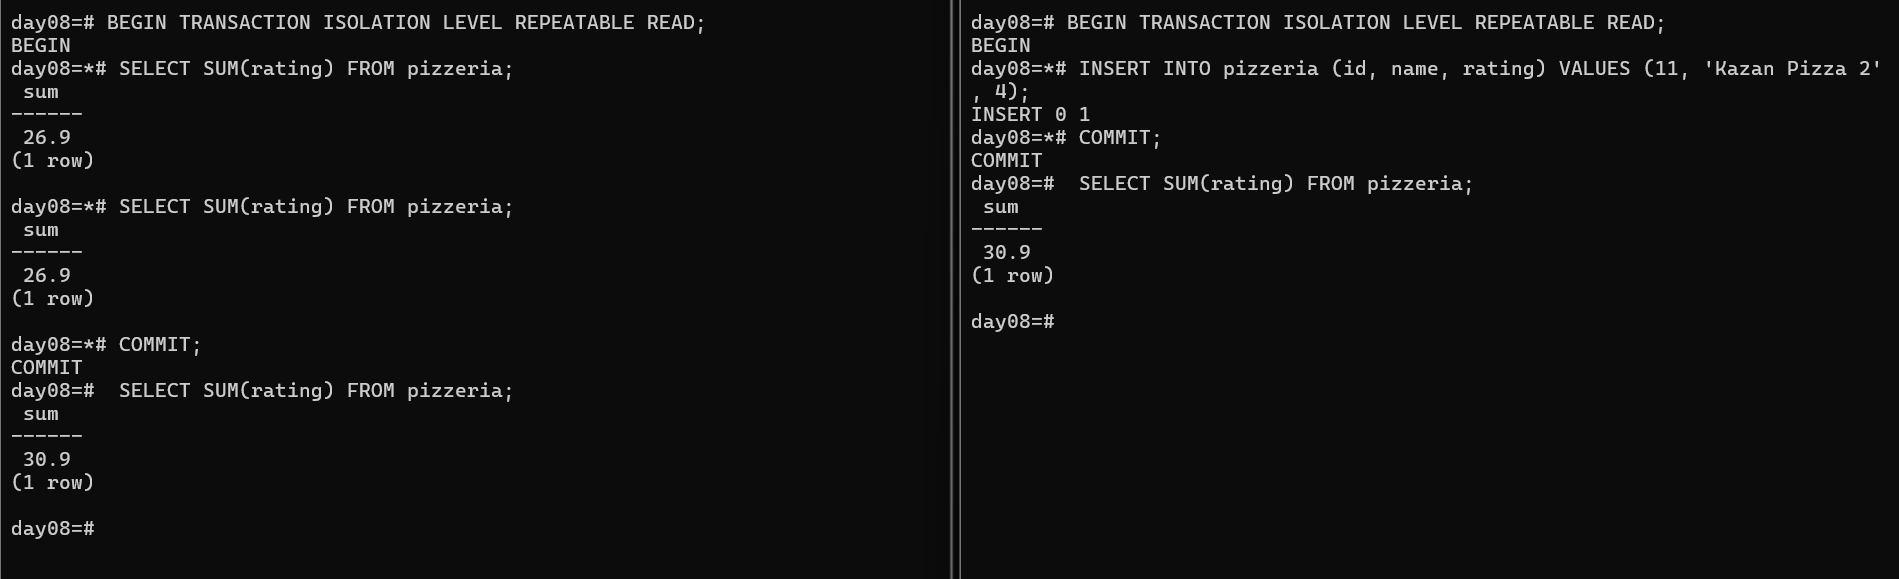 day08=# BEGIN TRANSACTION ISOLATION LEVEL REPEATABLE READ;
BEGIN
day08=*# SELECT SUM(rating) FROM pizzeria;
 sum
------
 26.9
(1 row)

day08=*# SELECT SUM(rating) FROM pizzeria;
 sum
------
 26.9
(1 row)

day08=*# COMMIT;
COMMIT
day08=#  SELECT SUM(rating) FROM pizzeria;
 sum
------
 30.9
(1 row)

day08=#
day08=# BEGIN TRANSACTION ISOLATION LEVEL REPEATABLE READ;
BEGIN
day08=*# INSERT INTO pizzeria (id, name, rating) VALUES (11, 'Kazan Pizza 2'
, 4);
INSERT 0 1
day08=*# COMMIT;
COMMIT
day08=#  SELECT SUM(rating) FROM pizzeria;
 sum
------
 30.9
(1 row)

day08=#